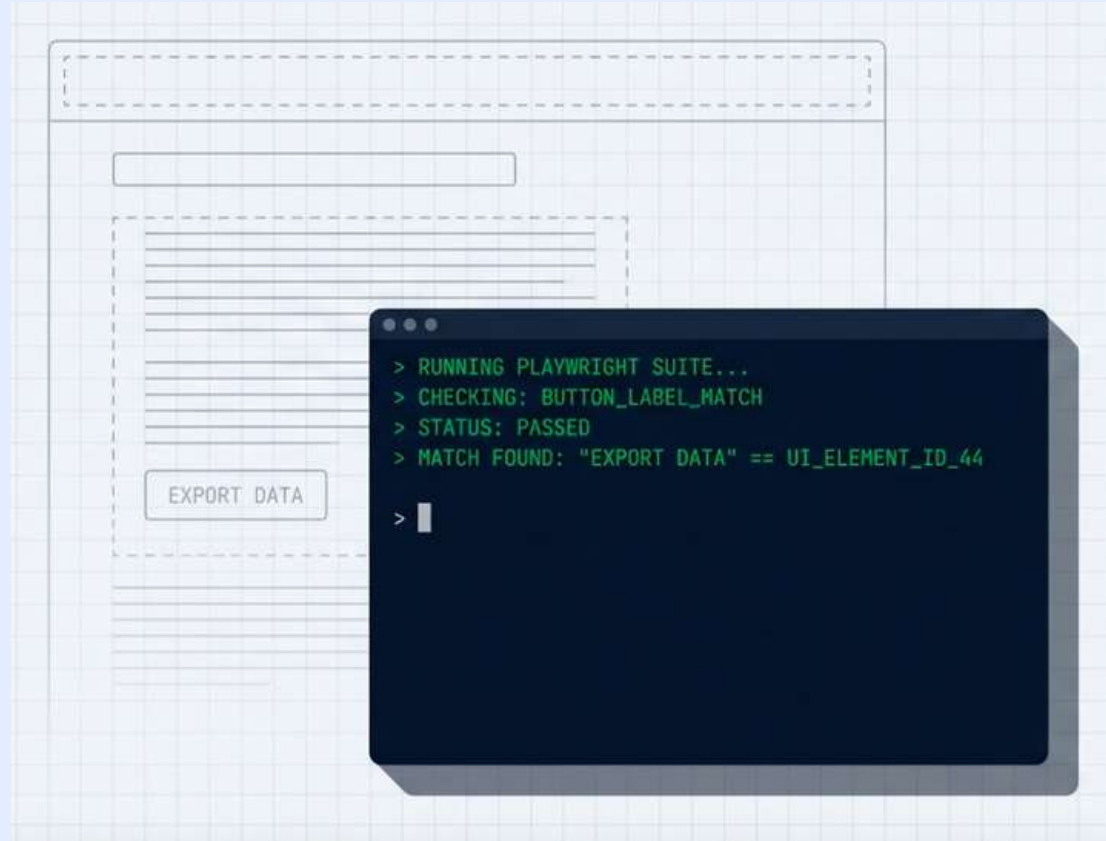 EXPORT DATA
> RUNNING PLAYWRIGHT SUITE...
> CHECKING: BUTTON_LABEL_MATCH
> STATUS: PASSED
> MATCH FOUND: "EXPORT DATA" == UI_ELEMENT_ID_44
>